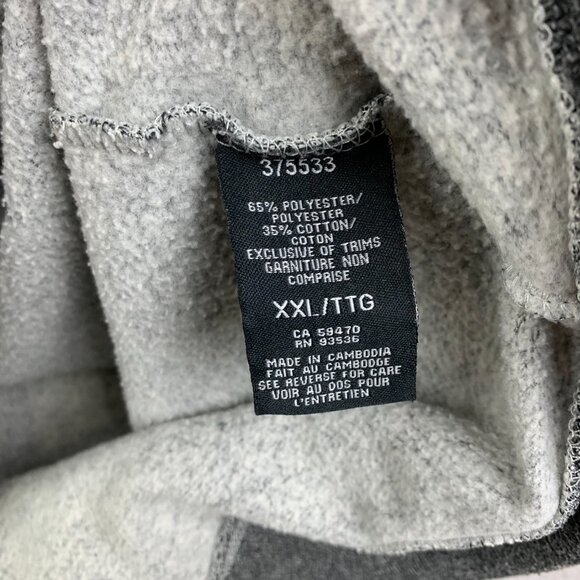 375533
65% POLYESTER/
POLYESTER
35% COTTON/
COTON
EXCLUSIVE OF TRIMS
GARNITURE NON
COMPRISE
XXL/TTG
CA 59470
RN 93536
MADE IN CAMBODIA
FAIT AU CAMBODGE
SEE REVERSE FOR CARE
VOIR AU DOS POUR
L'ENTRETIEN